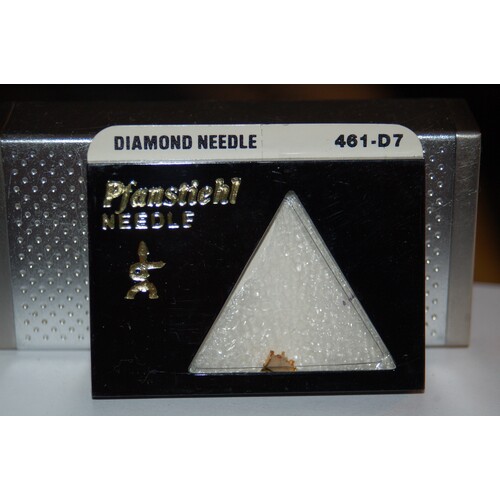 DIAMOND NEEDLE 461-D7
Pfanstiehl
NEEDLE